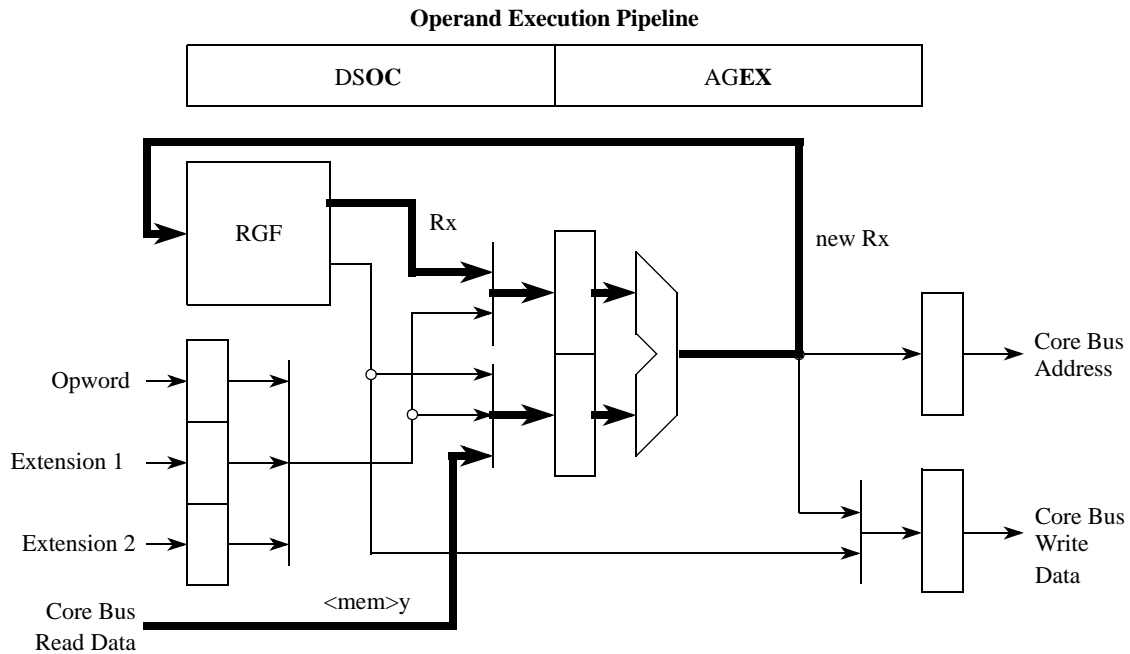 Operand Execution Pipeline
DSOC
AGEX
RGF
Rx
new Rx
Opword
Extension 1
Extension 2
Core Bus
Address
Core Bus
Write
Data
<mem>y
Core Bus
Read Data